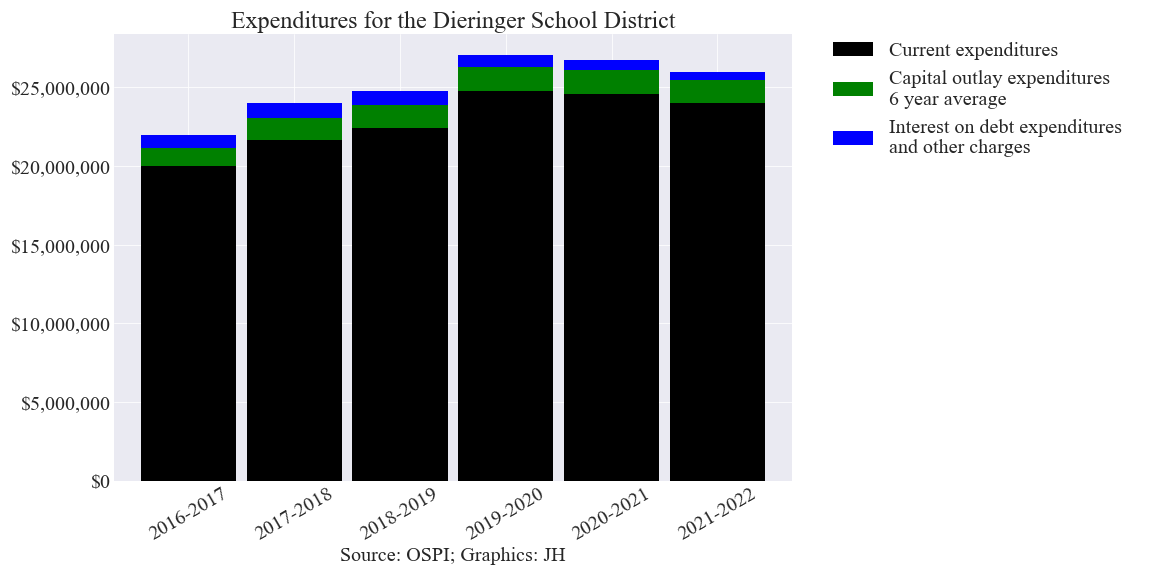 Expenditures for the Dieringer School District
Current expenditures
Capital outlay expenditures
6 year average
Interest on debt expenditures
and other charges
$25,000,000
$20,000,000
$15,000,000
$10,000,000
$5,000,000
$0
2016-2017
2017-2018
2018-2019
2019-2020
2020-2021
2021-2022
Source: OSPI; Graphics: JH